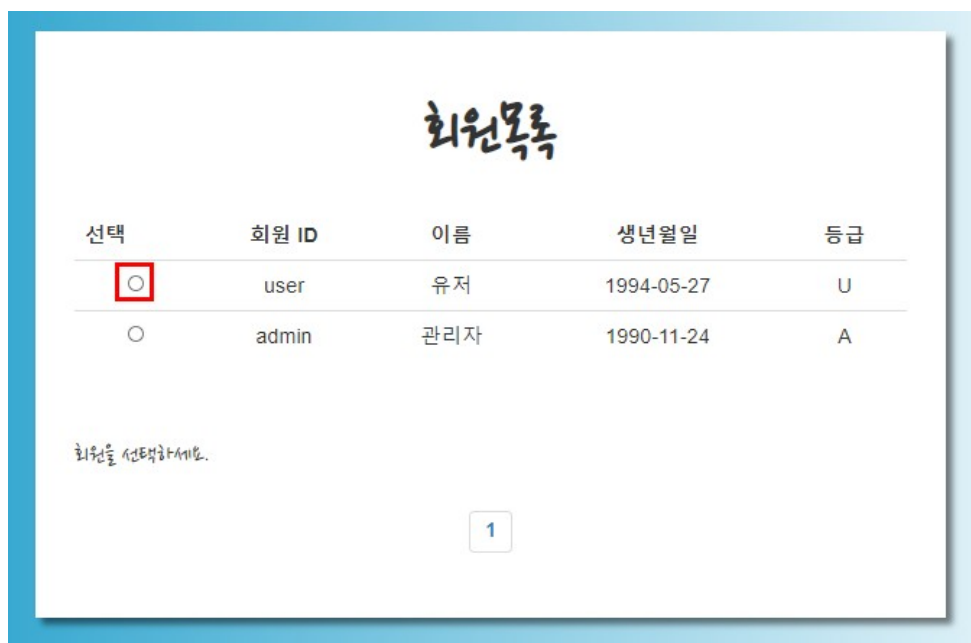 회원목록
선택 회원 ID 이름 생년월일 등급
user 유저 1994-05-27 U
admin 관리자 1990-11-24 A
회원을 선택하세요.
1